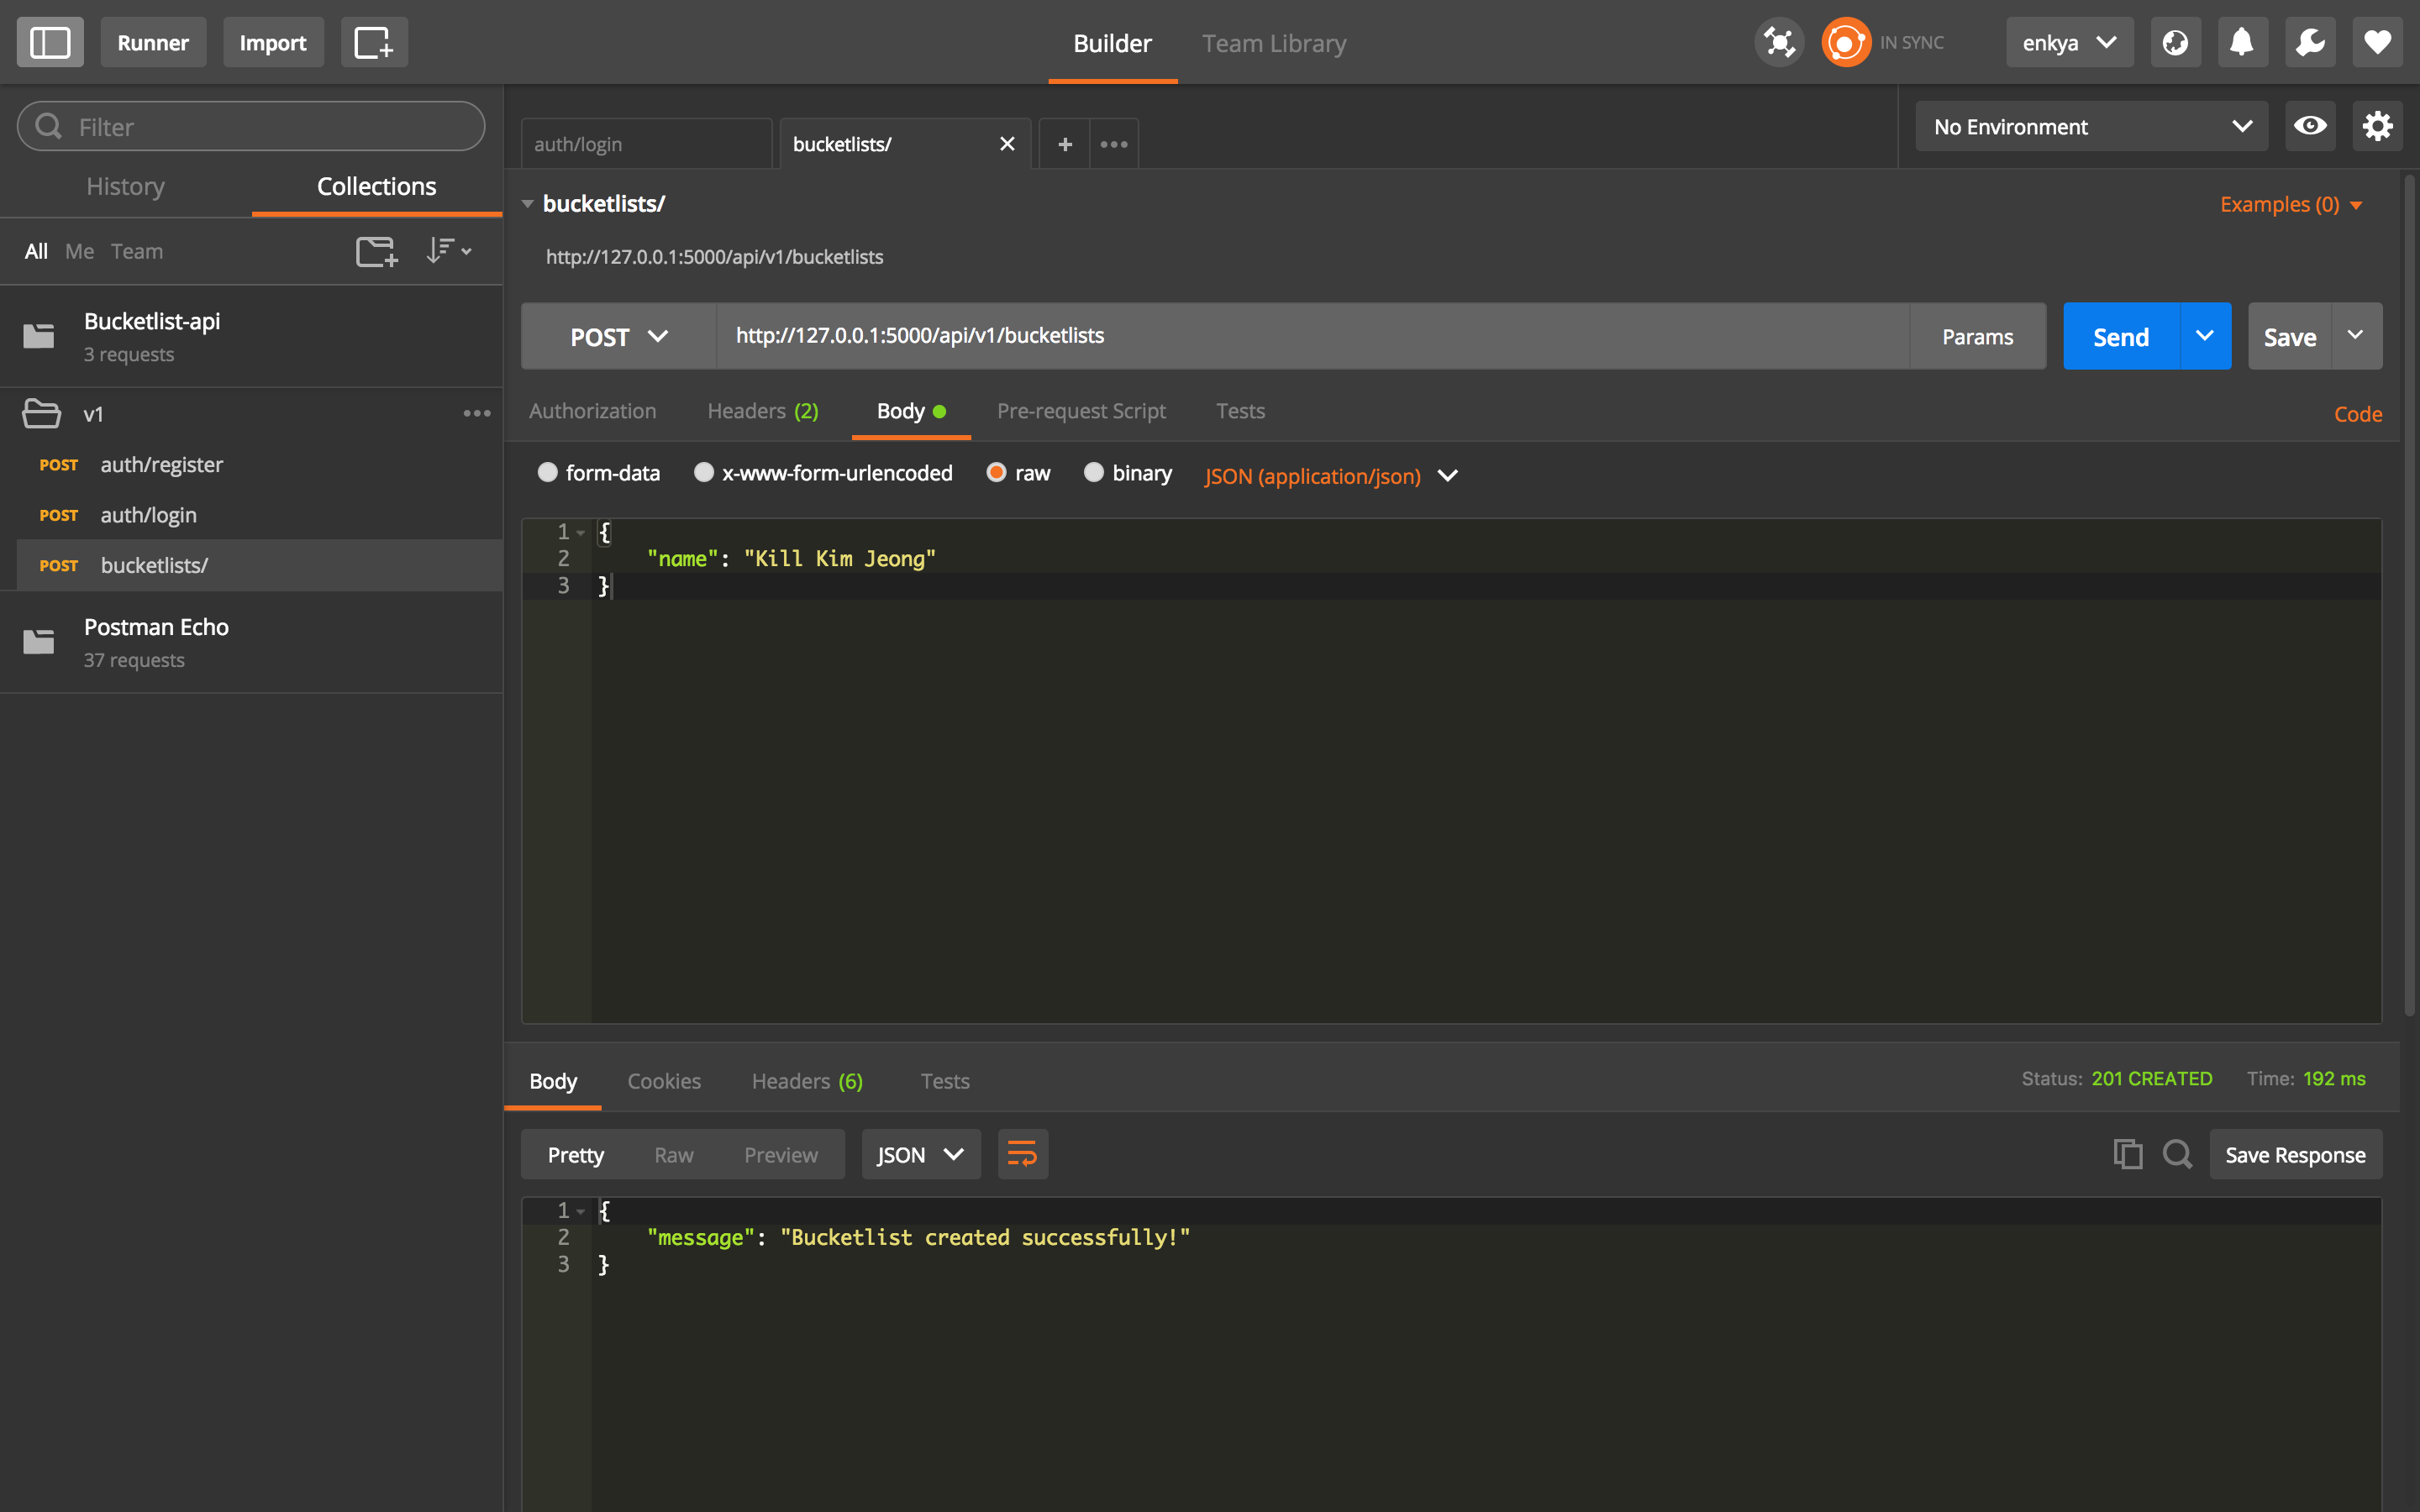 Runner Import Builder Team Library IN SYNC enkya
Filter
History Collections
All Me Team
Bucketlist-api
3 requests
v1
POST auth/register
POST auth/login
POST bucketlists/
Postman Echo
37 requests
auth/login bucketlists/ No Environment
bucketlists/ Examples (0)
http://127.0.0.1:5000/api/v1/bucketlists
POST http://127.0.0.1:5000/api/v1/bucketlists Params Send Save
Authorization Headers (2) Body Pre-request Script Tests Code
form-data x-www-form-urlencoded raw binary JSON (application/json)
1 {
2 "name": "Kill Kim Jeong"
3 }
Body Cookies Headers (6) Tests Status: 201 CREATED Time: 192 ms
Pretty Raw Preview JSON Save Response
1 {
2 "message": "Bucketlist created successfully!"
3 }